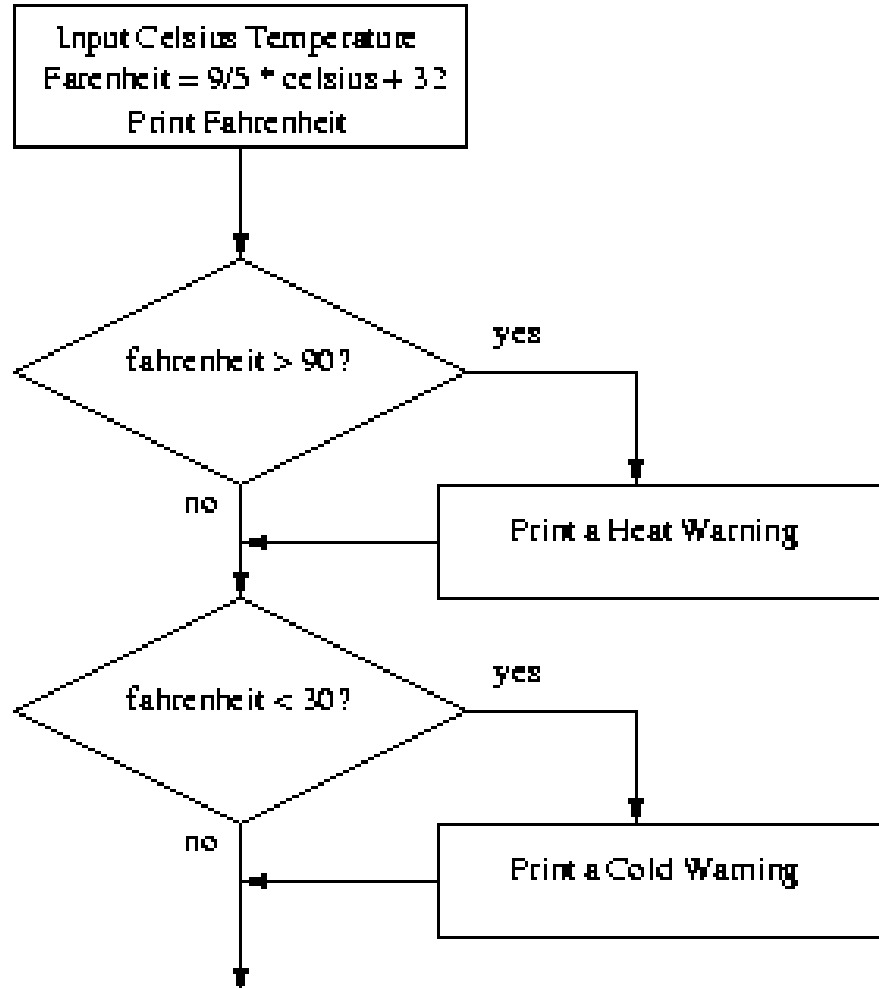 Input Celsius Temperature
Farenheit = 9/5 * celsius + 32
Print Fahrenheit
fahrenheit > 90?
yes
no
Print a Heat Warning
fahrenheit < 30?
yes
no
Print a Cold Warning